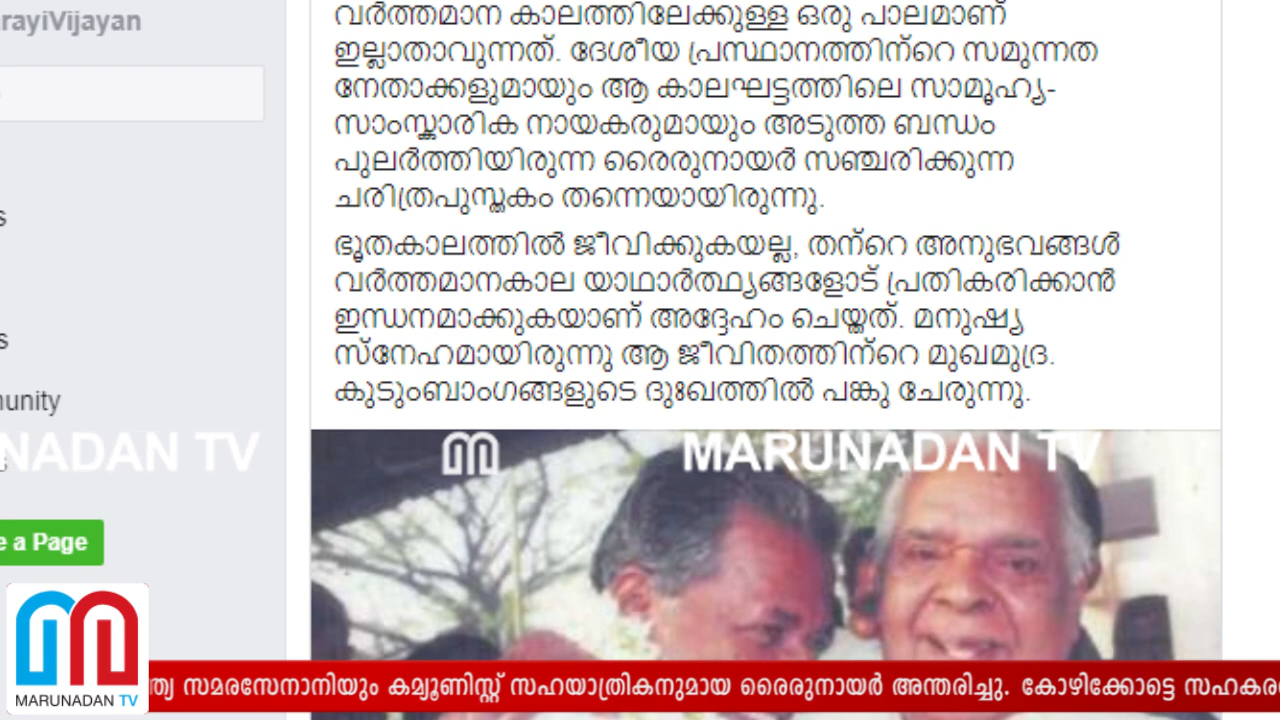 rayiVijayan
വർത്തമാന കാലത്തിലേക്കുള്ള ഒരു പാലമാണ്
ഇല്ലാതാവുന്നത്. ദേശീയ പ്രസ്ഥാനത്തിന്റെ സമുന്നത
നേതാക്കളുമായും ആ കാലഘട്ടത്തിലെ സാമൂഹ്യ-
സാംസ്കാരിക നായകരുമായും അടുത്ത ബന്ധം
പുലർത്തിയിരുന്ന രൈരുനായർ സഞ്ചരിക്കുന്ന
ചരിത്രപുസ്തകം തന്നെയായിരുന്നു.
ഭൂതകാലത്തിൽ ജീവിക്കുകയല്ല, തന്റെ അനുഭവങ്ങൾ
വർത്തമാനകാല യാഥാർത്ഥ്യങ്ങളോട് പ്രതികരിക്കാൻ
ഇന്ധനമാക്കുകയാണ് അദ്ദേഹം ചെയ്തത്. മനുഷ്യ
സ്നേഹമായിരുന്നു ആ ജീവിതത്തിന്റെ മുഖമുദ്ര.
കുടുംബാംഗങ്ങളുടെ ദുഃഖത്തിൽ പങ്കു ചേരുന്നു.
munity
NADAN TV
MARUNADAN TV
e a Page
MARUNADAN TV
ത്ര്യ സമരസേനാനിയും കമ്യൂണിസ്റ്റ് സഹയാത്രികനുമായ രൈരുനായർ അന്തരിച്ചു. കോഴിക്കോട്ടെ സഹകര